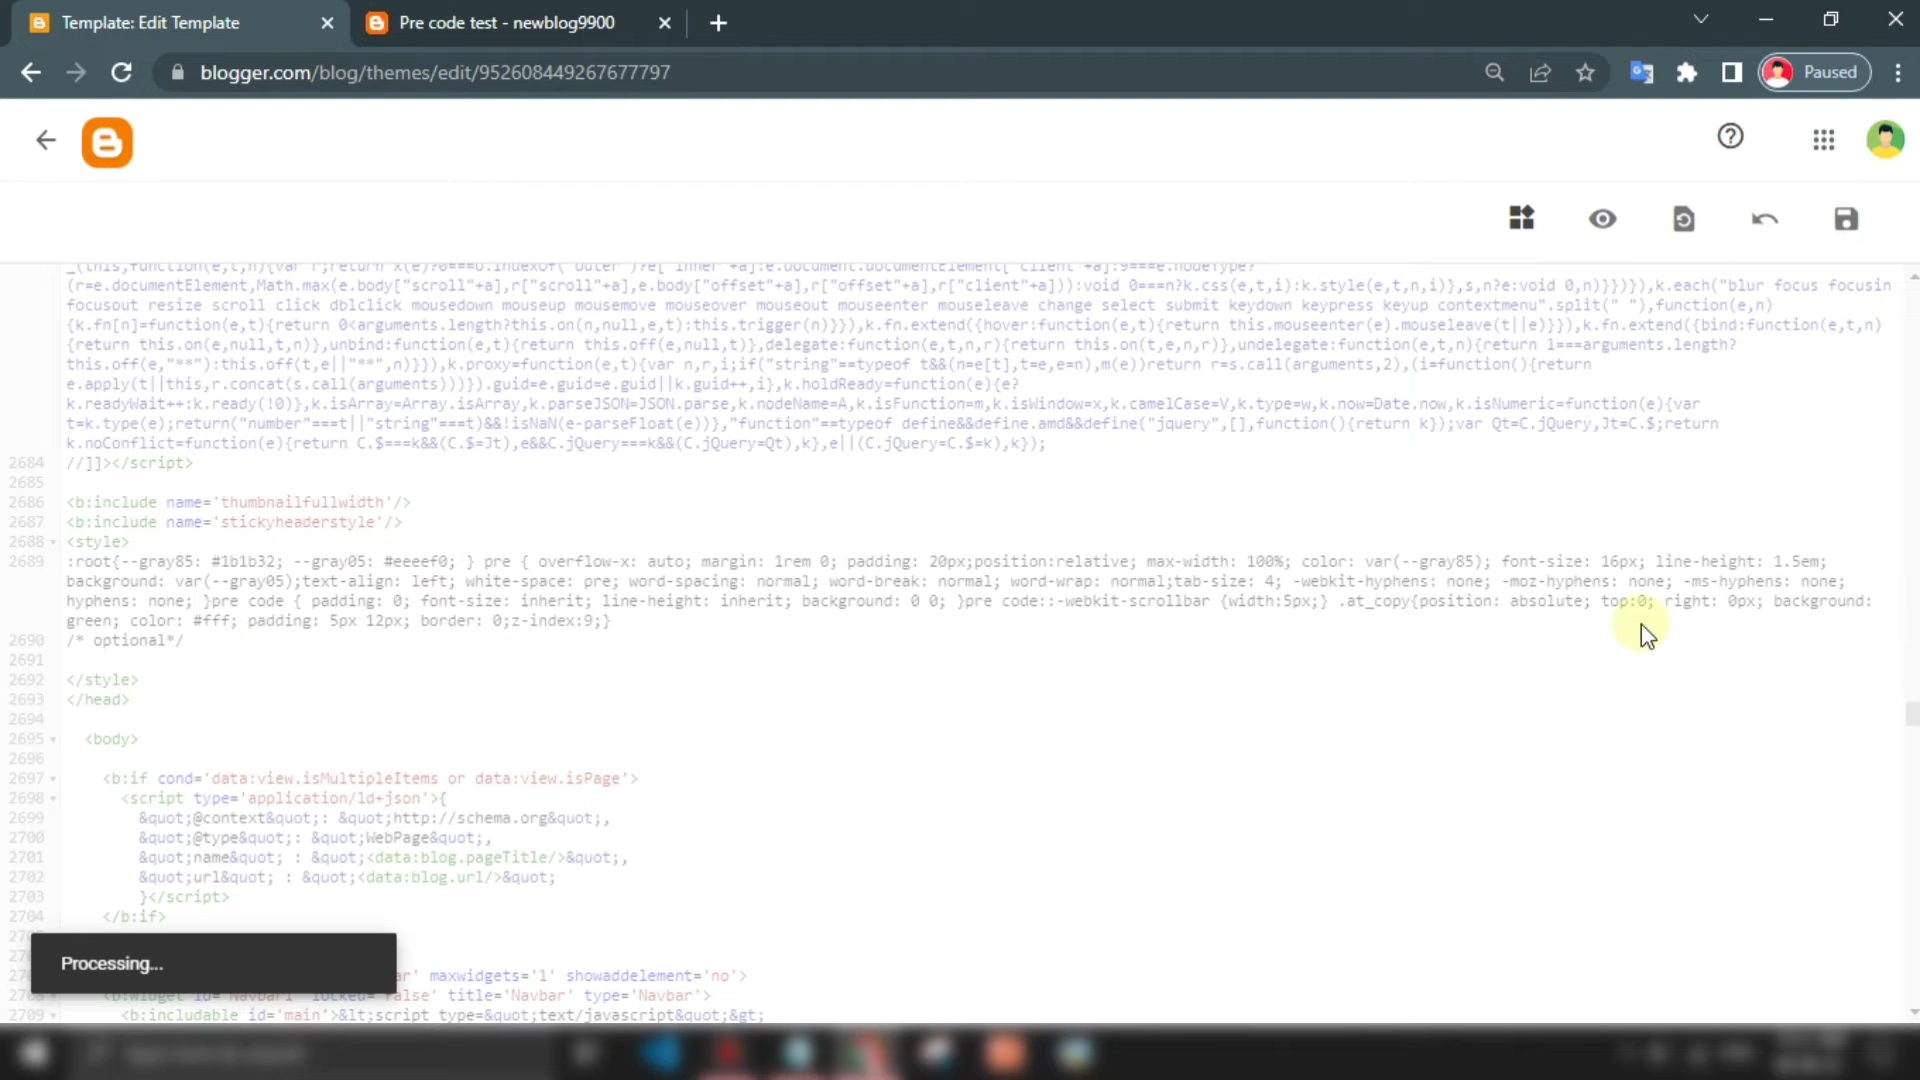 Template: Edit Template
Pre code test - newblog9900
blogger.com/blog/themes/edit/952608449267677797
Paused
(r=e.documentElement,Math.max(e.body["scroll"+a],r["scroll"+a],e.body["offset"+a],r["offset"+a],r["client"+a])):void 0===n?k.css(e,t,i):k.style(e,t,n,i)},s,n?e:void 0,n)}})}),k.each("blur focus focusin
focusout resize scroll click dblclick mousedown mouseup mousemove mouseover mouseout mouseenter mouseleave change select submit keydown keypress keyup contextmenu".split(" "),function(e,n)
{k.fn[n]=function(e,t){return 0<arguments.length?this.on(n,null,e,t):this.trigger(n)}}),k.fn.extend({hover:function(e,t){return this.mouseenter(e).mouseleave(t||e)}}),k.fn.extend({bind:function(e,t,n)
{return this.on(e,null,t,n)},unbind:function(e,t){return this.off(e,null,t)},delegate:function(e,t,n,r){return this.on(t,e,n,r)},undelegate:function(e,t,n){return 1===arguments.length?
this.off(e,"**"):this.off(t,e||"**",n)}}),k.proxy=function(e,t){var n,r,i;if("string"==typeof t&&(n=e[t],t=e,e=n),m(e))return r=s.call(arguments,2),(i=function(){return
e.apply(t||this,r.concat(s.call(arguments)))}).guid=e.guid=e.guid||k.guid++,i},k.holdReady=function(e){e?
k.readyWait++:k.ready(!0)},k.isArray=Array.isArray,k.parseJSON=JSON.parse,k.nodeName=A,k.isFunction=m,k.isWindow=x,k.camelCase=V,k.type=w,k.now=Date.now,k.isNumeric=function(e){var
t=k.type(e);return("number"===t||"string"===t)&&!isNaN(e-parseFloat(e))},"function"==typeof define&&define.amd&&define("jquery",[],function(){return k});var Qt=C.jQuery,Jt=C.$;return
k.noConflict=function(e){return C.$===k&&(C.$=Jt),e&&C.jQuery===k&&(C.jQuery=Qt),k},e||(C.jQuery=C.$=k),k});
2684 //]]></script>
2685
2686 <b:include name='thumbnailfullwidth'/>
2687 <b:include name='stickyheaderstyle'/>
2688 <style>
2689 :root{--gray85: #1b1b32; --gray05: #eeeef0; } pre { overflow-x: auto; margin: 1rem 0; padding: 20px;position:relative; max-width: 100%; color: var(--gray85); font-size: 16px; line-height: 1.5em;
background: var(--gray05);text-align: left; white-space: pre; word-spacing: normal; word-break: normal; word-wrap: normal;tab-size: 4; -webkit-hyphens: none; -moz-hyphens: none; -ms-hyphens: none;
hyphens: none; }pre code { padding: 0; font-size: inherit; line-height: inherit; background: 0 0; }pre code::-webkit-scrollbar {width:5px;} .at_copy{position: absolute; top:0; right: 0px; background:
green; color: #fff; padding: 5px 12px; border: 0;z-index:9;}
2690 /* optional*/
2691
2692 </style>
2693 </head>
2694
2695 <body>
2696
2697 <b:if cond='data:view.isMultipleItems or data:view.isPage'>
2698 <script type='application/ld+json'>{
2699 &quot;@context&quot;: &quot;http://schema.org&quot;,
2700 &quot;@type&quot;: &quot;WebPage&quot;,
2701 &quot;name&quot; : &quot;<data:blog.pageTitle/>&quot;,
2702 &quot;url&quot; : &quot;<data:blog.url/>&quot;
2703 }</script>
2704 </b:if>
Processing...
maxwidgets='1' showaddelement='no'>
title='Navbar' type='Navbar'>
2709 <b:includable id='main'>&lt;script type=&quot;text/javascript&quot;&gt;